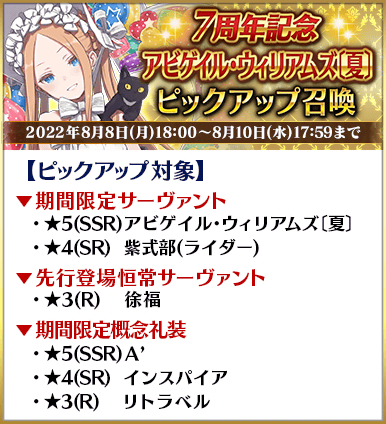 7周年記念
アビゲイル・ウィリアムズ〔夏〕
ピックアップ召喚
2022年8月8日(月)18:00～8月10日(水)17:59まで
【ピックアップ対象】
▼期間限定サーヴァント
・★5(SSR)アビゲイル・ウィリアムズ〔夏〕
・★4(SR) 紫式部(ライダー)
▼先行登場恒常サーヴァント
・★3(R) 徐福
▼期間限定概念礼装
・★5(SSR)A’
・★4(SR) インスパイア
・★3(R) リトラベル